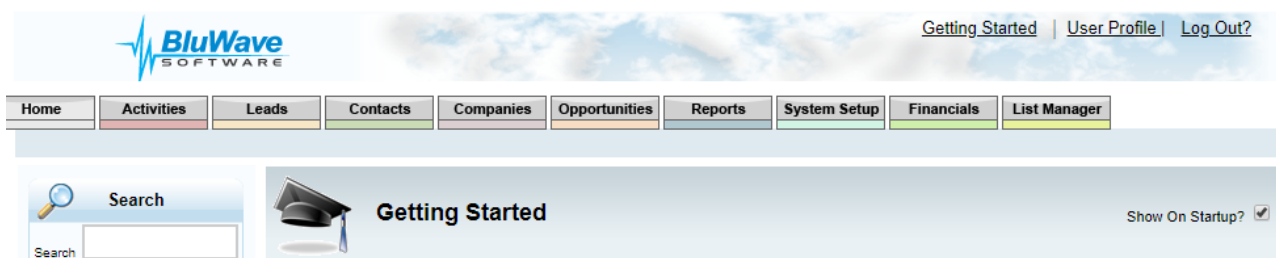 BluWave
SOFTWARE
Getting Started | User Profile | Log Out?
Home Activities Leads Contacts Companies Opportunities Reports System Setup Financials List Manager
Search
Getting Started
Show On Startup?
Search